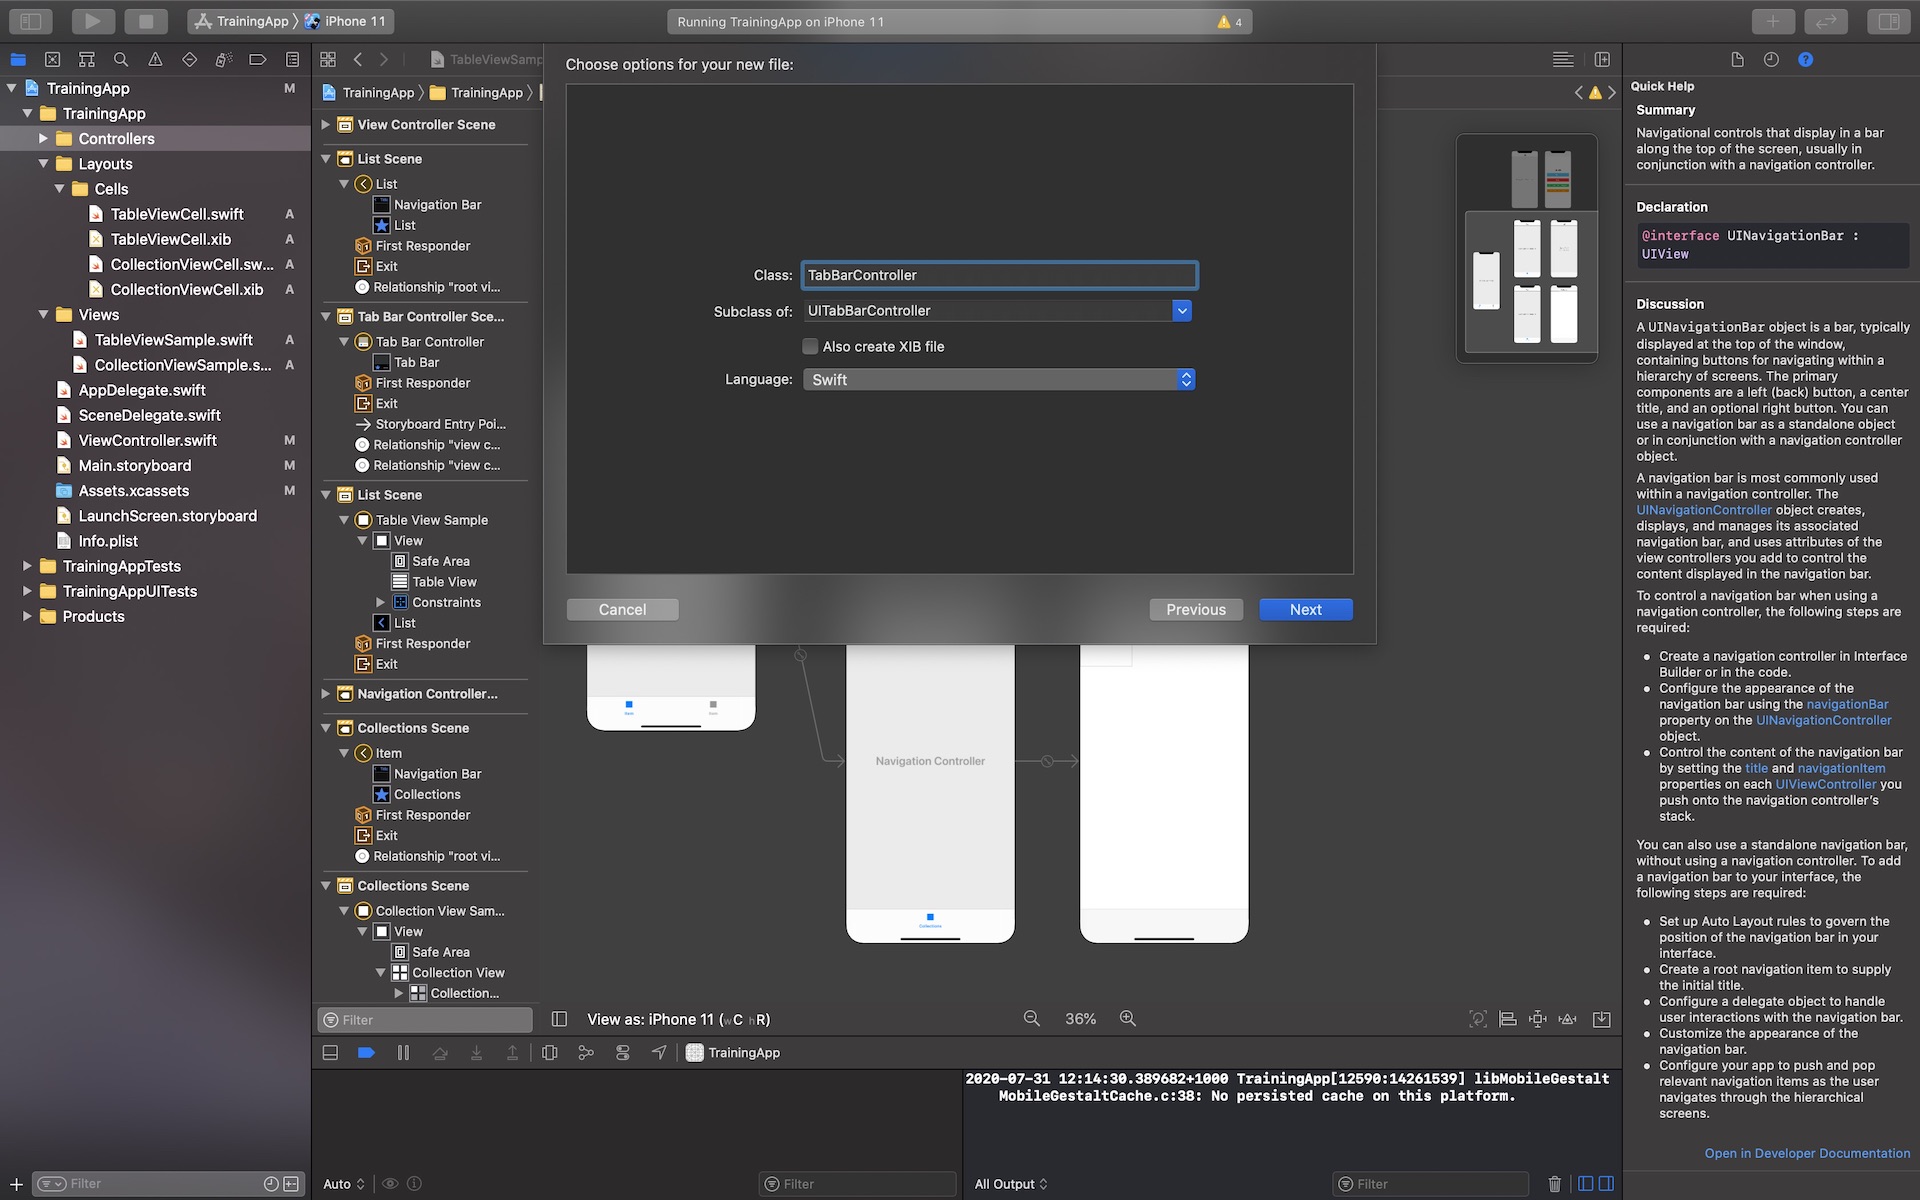 TrainingApp
iPhone 11
Running TrainingApp on iPhone 11
4
TrainingApp
M
TrainingApp
Controllers
Layouts
Cells
TableViewCell.swift
A
TableViewCell.xib
A
CollectionViewCell.sw...
A
CollectionViewCell.xib
A
Views
TableViewSample.swift
A
CollectionViewSample.s...
A
AppDelegate.swift
SceneDelegate.swift
ViewController.swift
M
Main.storyboard
M
Assets.xcassets
M
LaunchScreen.storyboard
Info.plist
TrainingAppTests
TrainingAppUITests
Products
Filter
TableViewSamp
TrainingApp
TrainingApp
View Controller Scene
List Scene
List
Navigation Bar
List
First Responder
Exit
Relationship "root vi...
Tab Bar Controller Sce...
Tab Bar Controller
Tab Bar
First Responder
Exit
Storyboard Entry Poi...
Relationship "view c...
Relationship "view c...
List Scene
Table View Sample
View
Safe Area
Table View
Constraints
List
First Responder
Exit
Navigation Controller...
Collections Scene
Item
Navigation Bar
Collections
First Responder
Exit
Relationship "root vi...
Collections Scene
Collection View Sam...
View
Safe Area
Collection View
Collection...
Filter
Choose options for your new file:
Class:
TabBarController
Subclass of:
UITabBarController
Also create XIB file
Language:
Swift
Cancel
Previous
Next
Navigation Controller
Collections
View as: iPhone 11 (wC hR)
36%
TrainingApp
2020-07-31 12:14:30.389682+1000 TrainingApp[12590:14261539] libMobileGestalt
MobileGestaltCache.c:38: No persisted cache on this platform.
Auto
Filter
All Output
Filter
Quick Help
Summary
Navigational controls that display in a bar
along the top of the screen, usually in
conjunction with a navigation controller.
Declaration
@interface UINavigationBar :
UIView
Discussion
A UINavigationBar object is a bar, typically
displayed at the top of the window,
containing buttons for navigating within a
hierarchy of screens. The primary
components are a left (back) button, a center
title, and an optional right button. You can
use a navigation bar as a standalone object
or in conjunction with a navigation controller
object.
A navigation bar is most commonly used
within a navigation controller. The
UINavigationController object creates,
displays, and manages its associated
navigation bar, and uses attributes of the
view controllers you add to control the
content displayed in the navigation bar.
To control a navigation bar when using a
navigation controller, the following steps are
required:
• Create a navigation controller in Interface
Builder or in the code.
• Configure the appearance of the
navigation bar using the navigationBar
property on the UINavigationController
object.
• Control the content of the navigation bar
by setting the title and navigationItem
properties on each UIViewController you
push onto the navigation controller's
stack.
You can also use a standalone navigation bar,
without using a navigation controller. To add
a navigation bar to your interface, the
following steps are required:
• Set up Auto Layout rules to govern the
position of the navigation bar in your
interface.
• Create a root navigation item to supply
the initial title.
• Configure a delegate object to handle
user interactions with the navigation bar.
• Customize the appearance of the
navigation bar.
• Configure your app to push and pop
relevant navigation items as the user
navigates through the hierarchical
screens.
Open in Developer Documentation